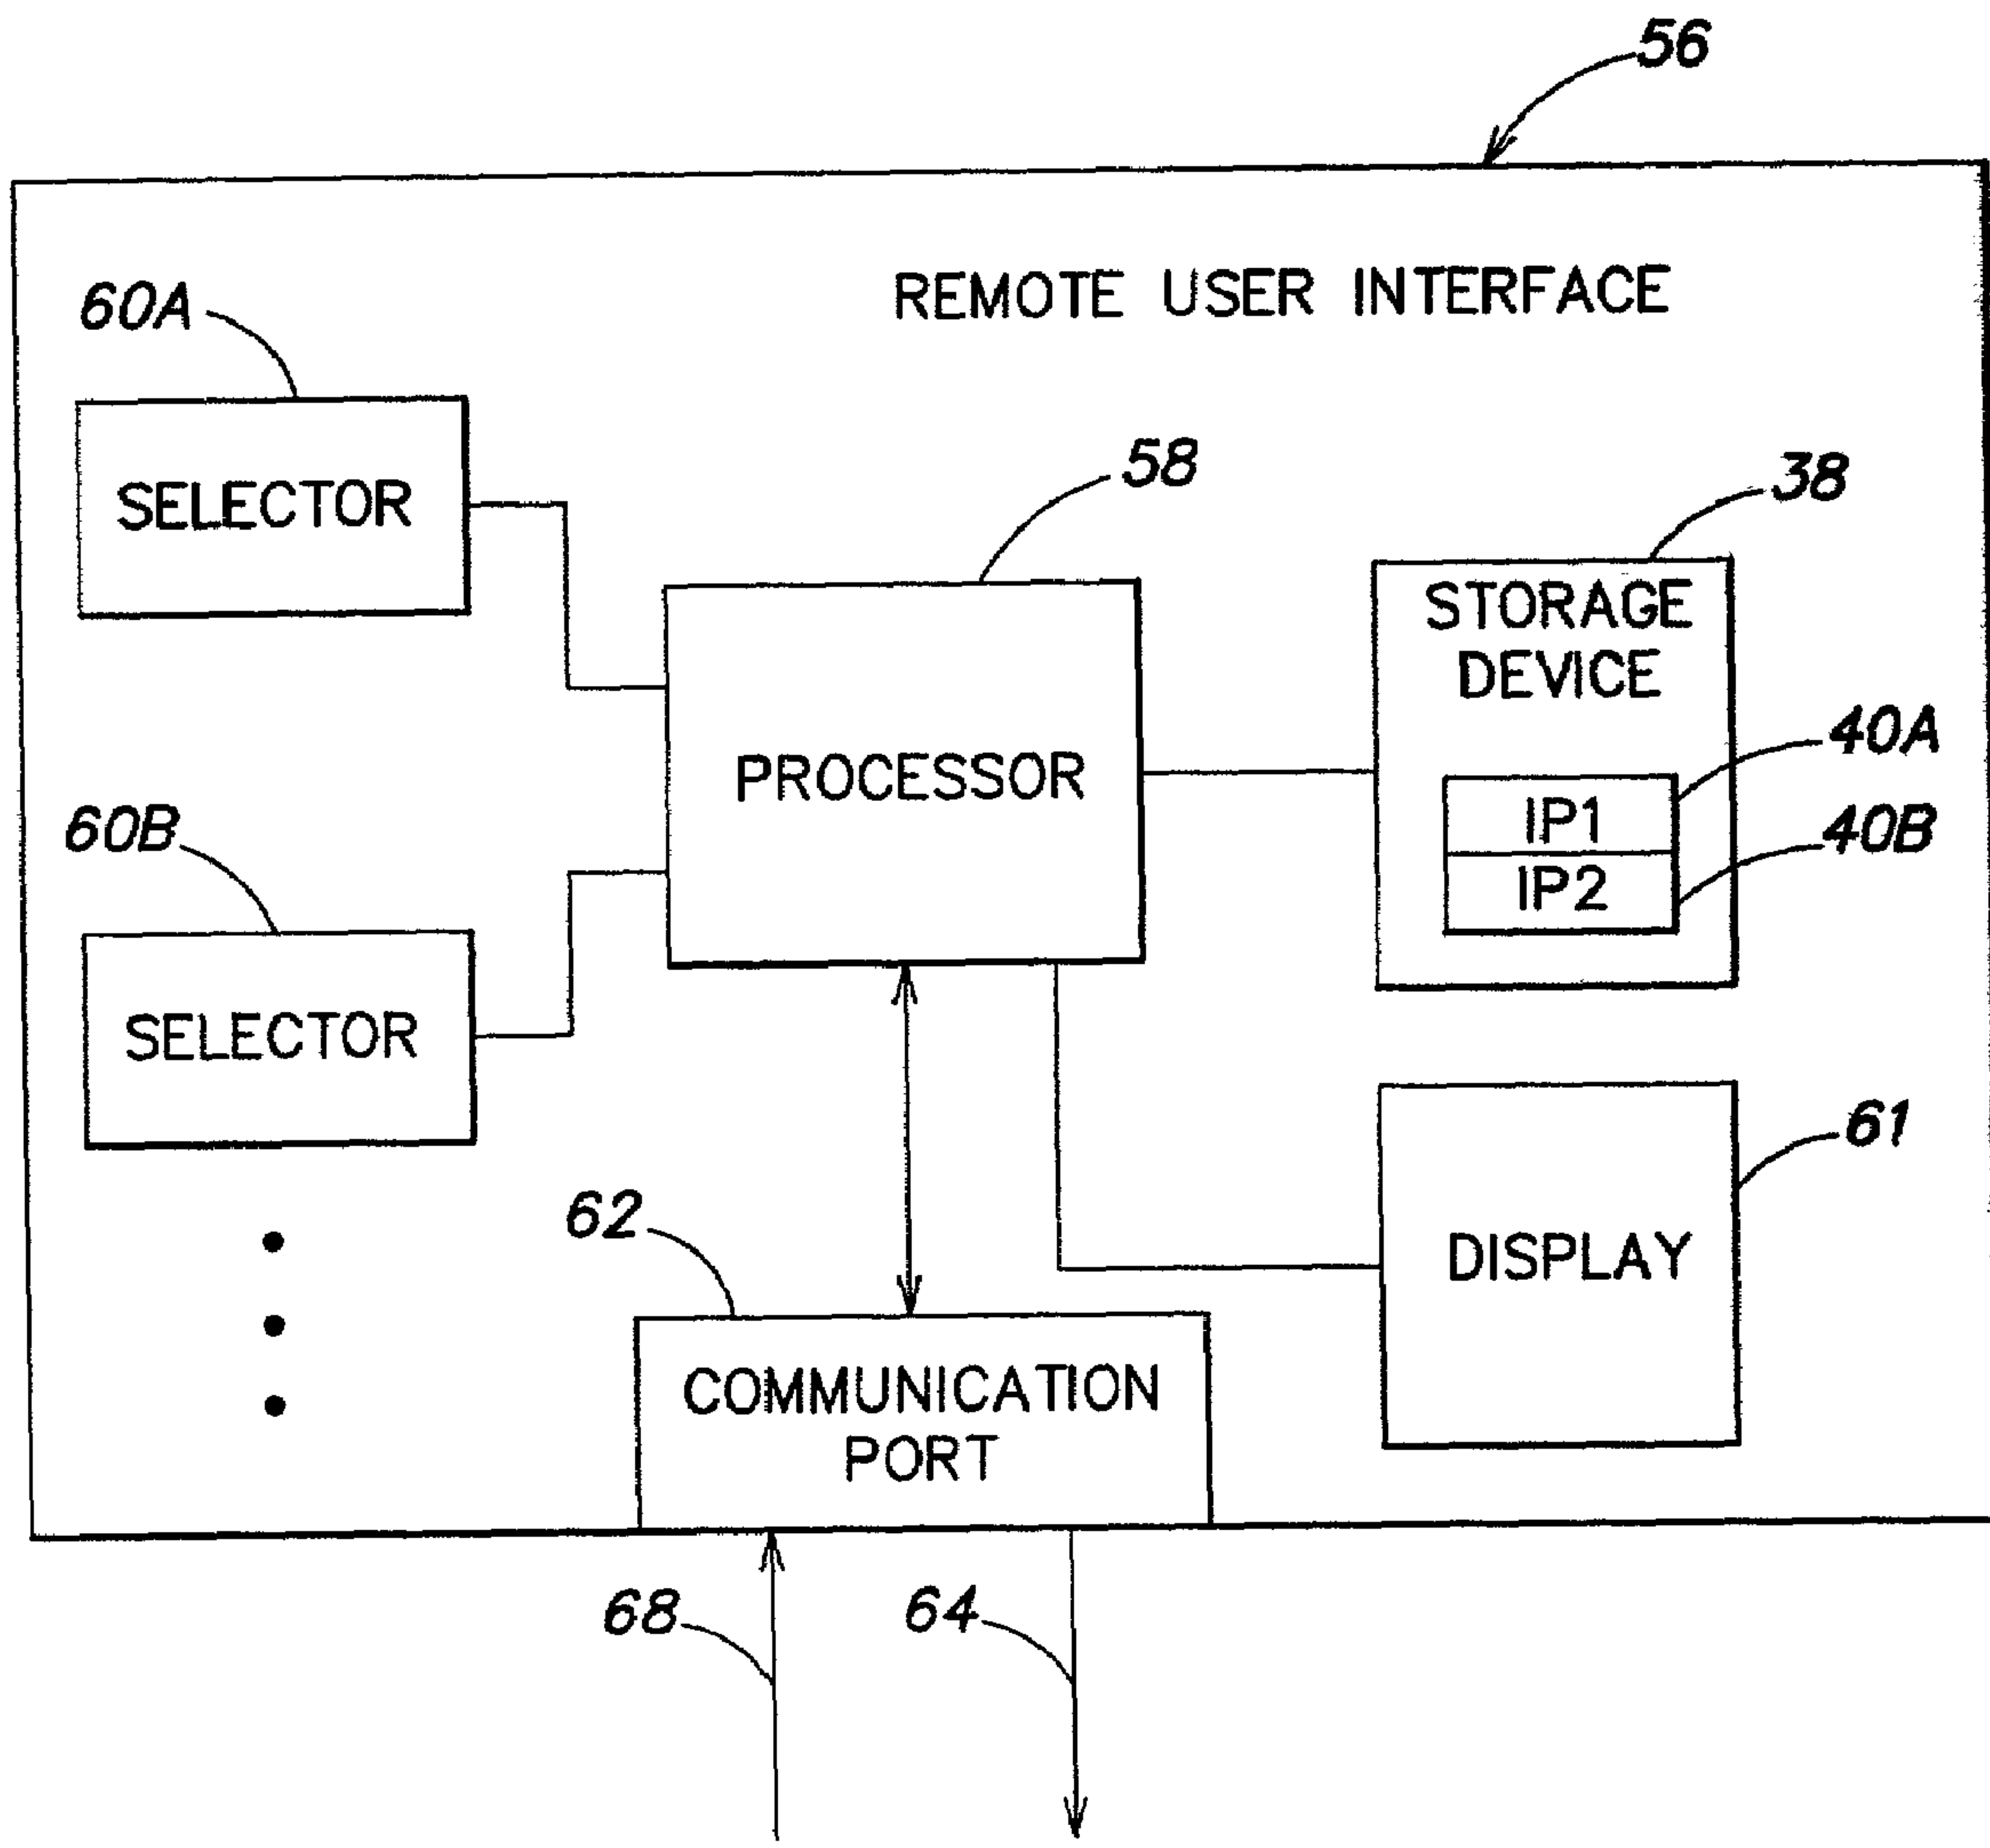 56
REMOTE USER INTERFACE
60A
SELECTOR
58
38
STORAGE
DEVICE
PROCESSOR
40A
IP1
40B
IP2
60B
SELECTOR
61
DISPLAY
62
COMMUNICATION
PORT
68
64